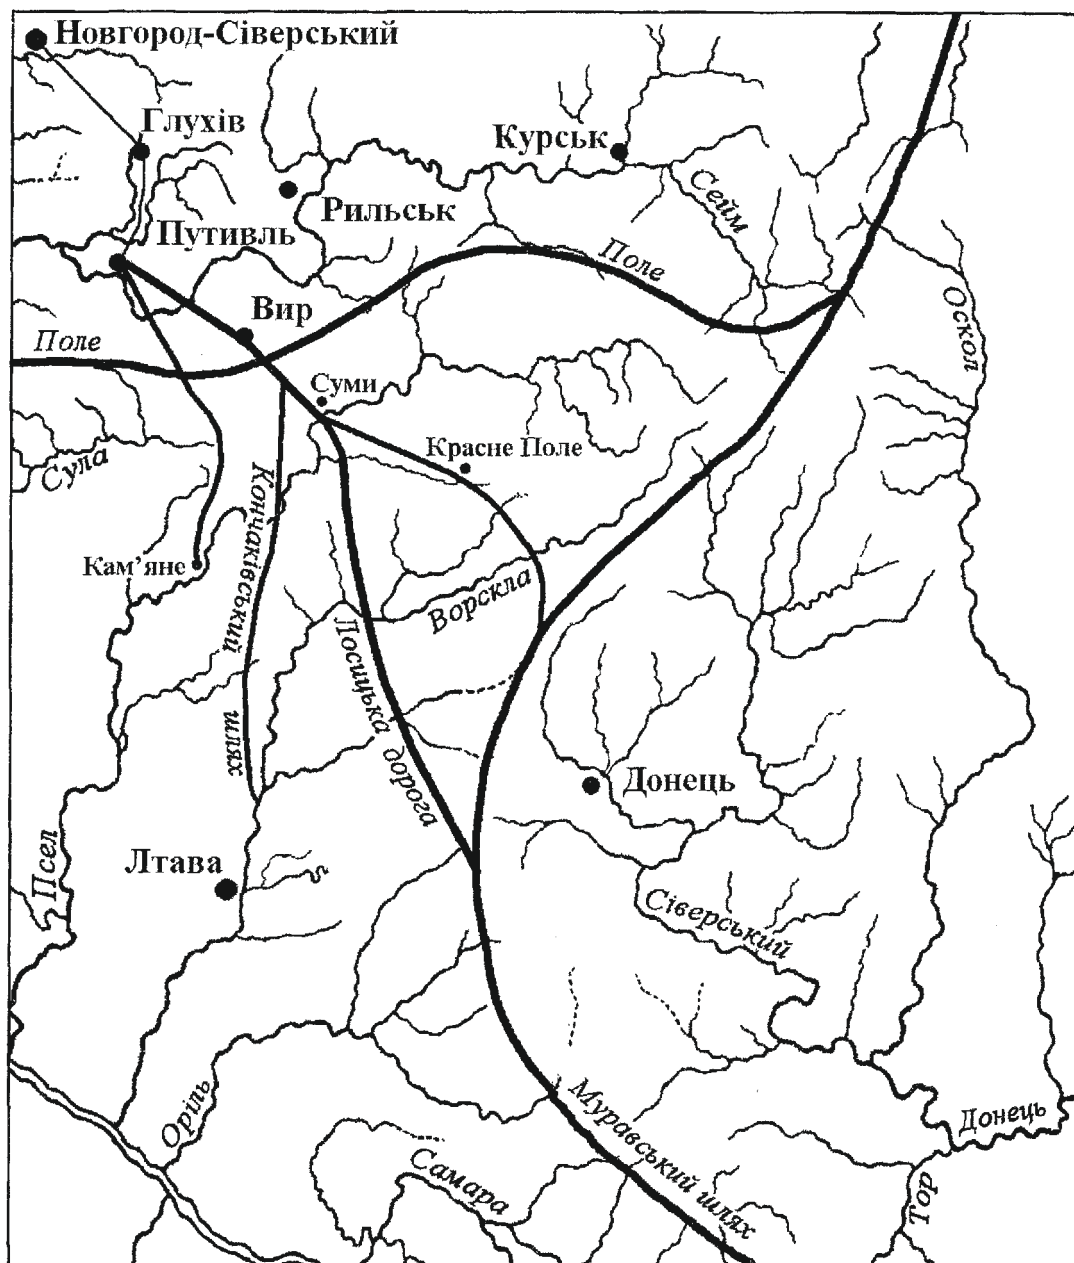 Новгород-Сіверський
Глухів
Курськ
Сейм
Рильськ
Путивль
Поле
Вир
Оскол
Поле
Суми
Красне Поле
Сула
Кончаківський шлях
Кам’яне
Ворскла
Лосицька дорога
Донець
Лтава
Псел
Сіверський
Оріль
Муравський шлях
Донець
Самара
Тор